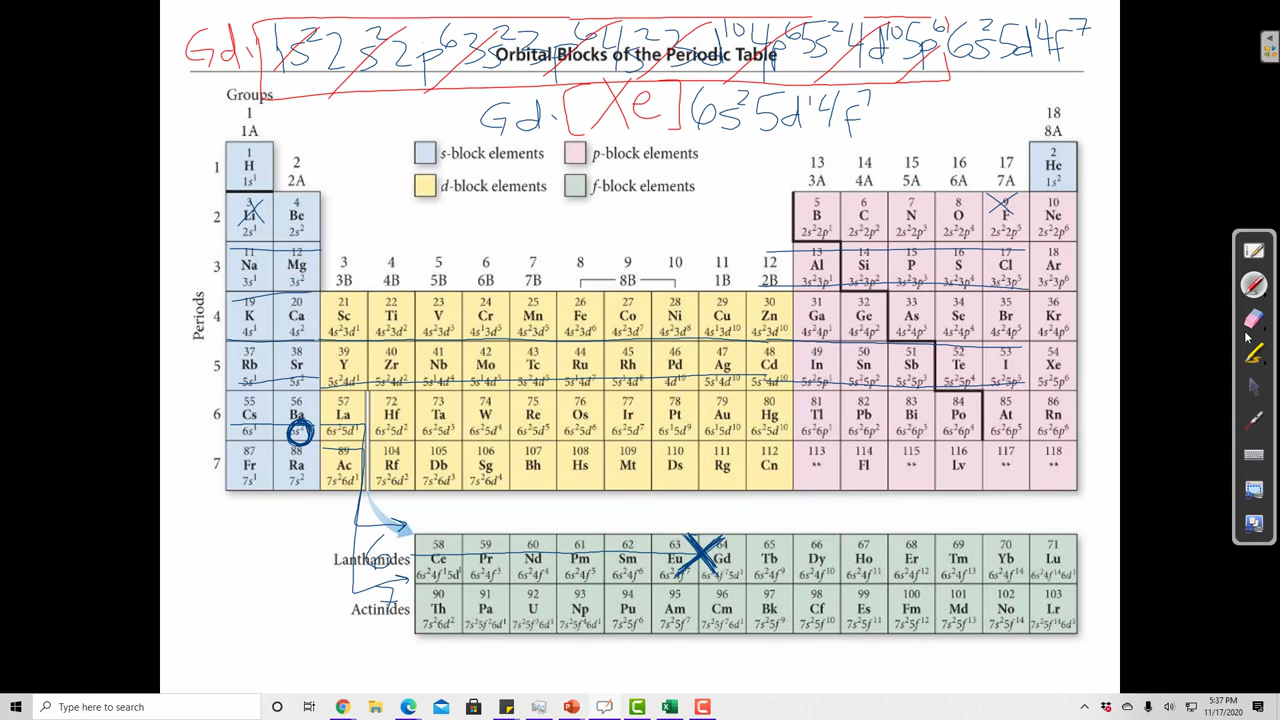 Gd: 1s²2s²2p⁶3s²3p⁶4s²3d¹⁰4p⁶5s²4d¹⁰5p⁶6s²5d¹4f⁷
Orbital Blocks of the Periodic Table
Gd: [Xe]6s²5d¹4f⁷
Groups
1 18
1A 8A
s-block elements p-block elements
d-block elements f-block elements
2 13 14 15 16 17
2A 3A 4A 5A 6A 7A
Periods
1 1 2
H He
1s¹ 1s²
2 3 4 5 6 7 8 9 10
Li Be B C N O F Ne
2s¹ 2s² 2s²2p¹ 2s²2p² 2s²2p³ 2s²2p⁴ 2s²2p⁶
3 4 5 6 7 8 9 10 11 12
3B 4B 5B 6B 7B 8B 1B 2B
3 11 12 13 14 15 16 17 18
Na Mg Al Si P S Cl Ar
3s¹ 3s² 3s²3p¹ 3s²3p² 3s²3p³ 3s²3p⁴ 3s²3p⁵ 3s²3p⁶
4 19 20 21 22 23 24 25 26 27 28 29 30 31 32 33 34 35 36
K Ca Sc Ti V Cr Mn Fe Co Ni Cu Zn Ga Ge As Se Br Kr
4s¹ 4s² 4s²3d¹ 4s²3d² 4s²3d³ 4s¹3d⁵ 4s²3d⁵ 4s²3d⁶ 4s²3d⁷ 4s²3d⁸ 4s¹3d¹⁰ 4s²3d¹⁰ 4s²4p¹ 4s²4p² 4s²4p³ 4s²4p⁴ 4s²4p⁵ 4s²4p⁶
5 37 38 39 40 41 42 43 44 45 46 47 48 49 50 51 52 53 54
Rb Sr Y Zr Nb Mo Tc Ru Rh Pd Ag Cd In Sn Sb Te I Xe
5s¹ 5s² 5s²4d¹ 5s²4d² 5s¹4d⁴ 5s¹4d⁵ 5s²4d⁵ 5s¹4d⁷ 5s¹4d⁸ 4d¹⁰ 5s¹4d¹⁰ 5s²4d¹⁰ 5s²5p¹ 5s²5p² 5s²5p³ 5s²5p⁴ 5s²5p⁵ 5s²5p⁶
6 55 56 57 72 73 74 75 76 77 78 79 80 81 82 83 84 85 86
Cs Ba La Hf Ta W Re Os Ir Pt Au Hg Tl Pb Bi Po At Rn
6s¹ 6s² 6s²5d¹ 6s²5d² 6s²5d³ 6s²5d⁴ 6s²5d⁵ 6s²5d⁶ 6s²5d⁷ 6s¹5d⁹ 6s¹5d¹⁰ 6s²5d¹⁰ 6s²6p¹ 6s²6p² 6s²6p³ 6s²6p⁴ 6s²6p⁵ 6s²6p⁶
7 87 88 89 104 105 106 107 108 109 110 111 112 113 114 115 116 117 118
Fr Ra Ac Rf Db Sg Bh Hs Mt Ds Rg Cn ** Fl ** Lv ** **
7s¹ 7s² 7s²6d¹ 7s²6d² 7s²6d³ 7s²6d⁴
58 59 60 61 62 63 64 65 66 67 68 69 70 71
Lanthanides 6 Ce Pr Nd Pm Sm Eu Gd Tb Dy Ho Er Tm Yb Lu
6s²4f¹5d¹ 6s²4f³ 6s²4f⁴ 6s²4f⁵ 6s²4f⁶ 6s²4f⁷ 6s²4f⁷5d¹ 6s²4f⁹ 6s²4f¹⁰ 6s²4f¹¹ 6s²4f¹² 6s²4f¹³ 6s²4f¹⁴ 6s²4f¹⁴6d¹
90 91 92 93 94 95 96 97 98 99 100 101 102 103
Actinides 7 Th Pa U Np Pu Am Cm Bk Cf Es Fm Md No Lr
7s²6d² 7s²5f²6d¹ 7s²5f³6d¹ 7s²5f⁴6d¹ 7s²5f⁶ 7s²5f⁷ 7s²5f⁷6d¹ 7s²5f⁹ 7s²5f¹⁰ 7s²5f¹¹ 7s²5f¹² 7s²5f¹³ 7s²5f¹⁴ 7s²5f¹⁴6d¹
Type here to search
5:37 PM
11/17/2020